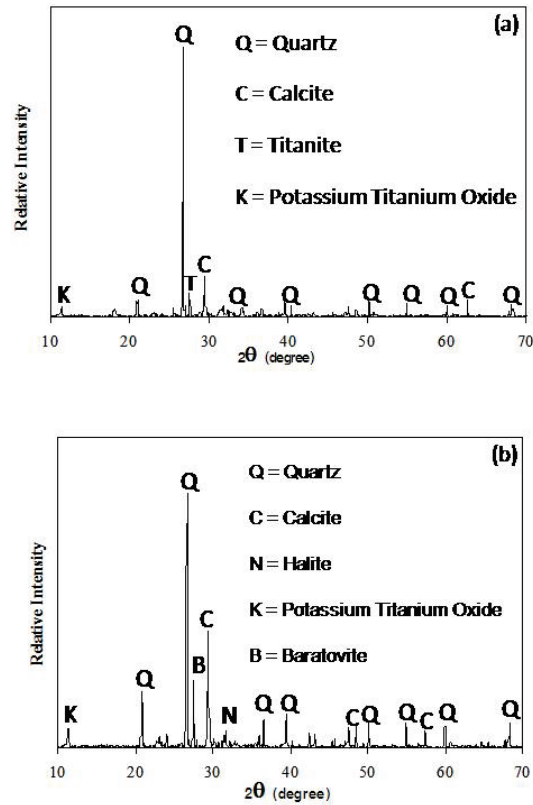 (a)
Q = Quartz
C = Calcite
T = Titanite
K = Potassium Titanium Oxide
Relative Intensity
K Q Q T C Q Q Q Q Q C Q
10 20 30 40 50 60 70
2θ (degree)
(b)
Q = Quartz
C = Calcite
N = Halite
K = Potassium Titanium Oxide
B = Baratovite
Relative Intensity
K Q Q B C N Q Q C Q Q C Q Q
10 20 30 40 50 60 70
2θ (degree)